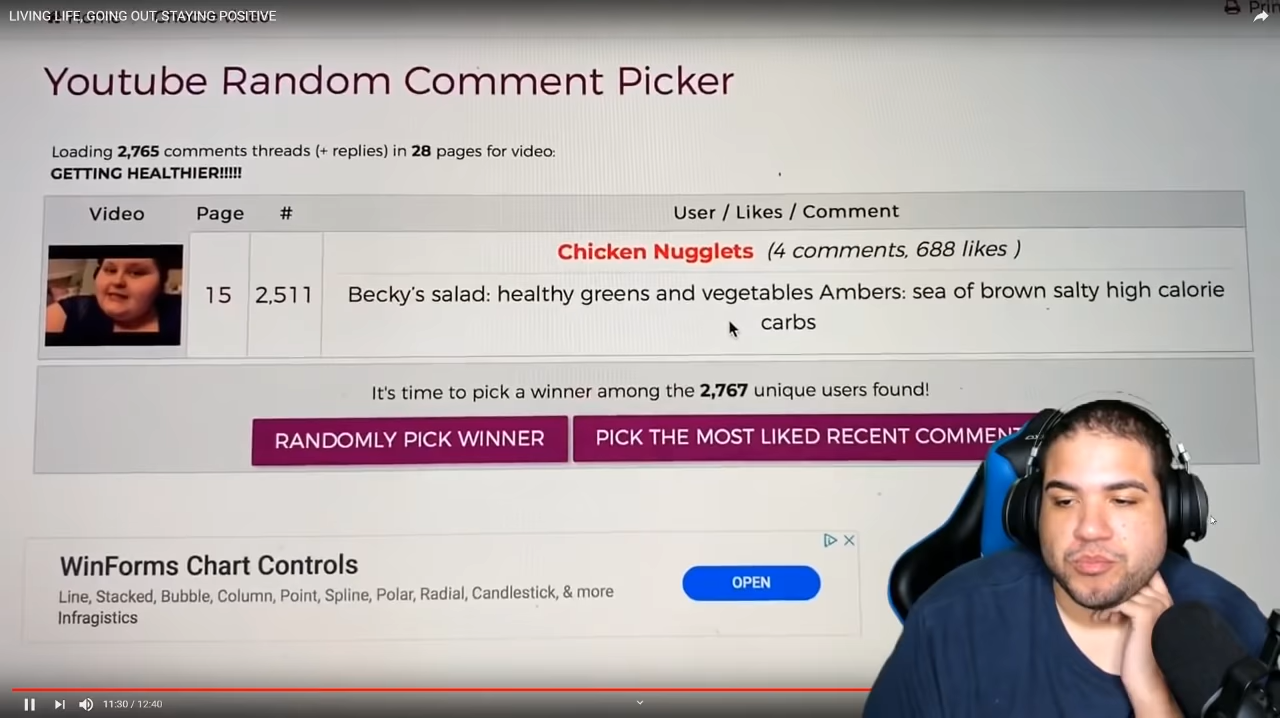 LIVING LIFE, GOING OUT, STAYING POSITIVE
Youtube Random Comment Picker
Loading 2,765 comments threads (+ replies) in 28 pages for video:
GETTING HEALTHIER!!!!!
Video Page # User / Likes / Comment
Chicken Nugglets (4 comments, 688 likes )
15 2,511 Becky's salad: healthy greens and vegetables Ambers: sea of brown salty high calorie
carbs
It's time to pick a winner among the 2,767 unique users found!
RANDOMLY PICK WINNER PICK THE MOST LIKED RECENT COMMENT
WinForms Chart Controls
Line, Stacked, Bubble, Column, Point, Spline, Polar, Radial, Candlestick, & more
Infragistics
OPEN
11:30 / 12:40